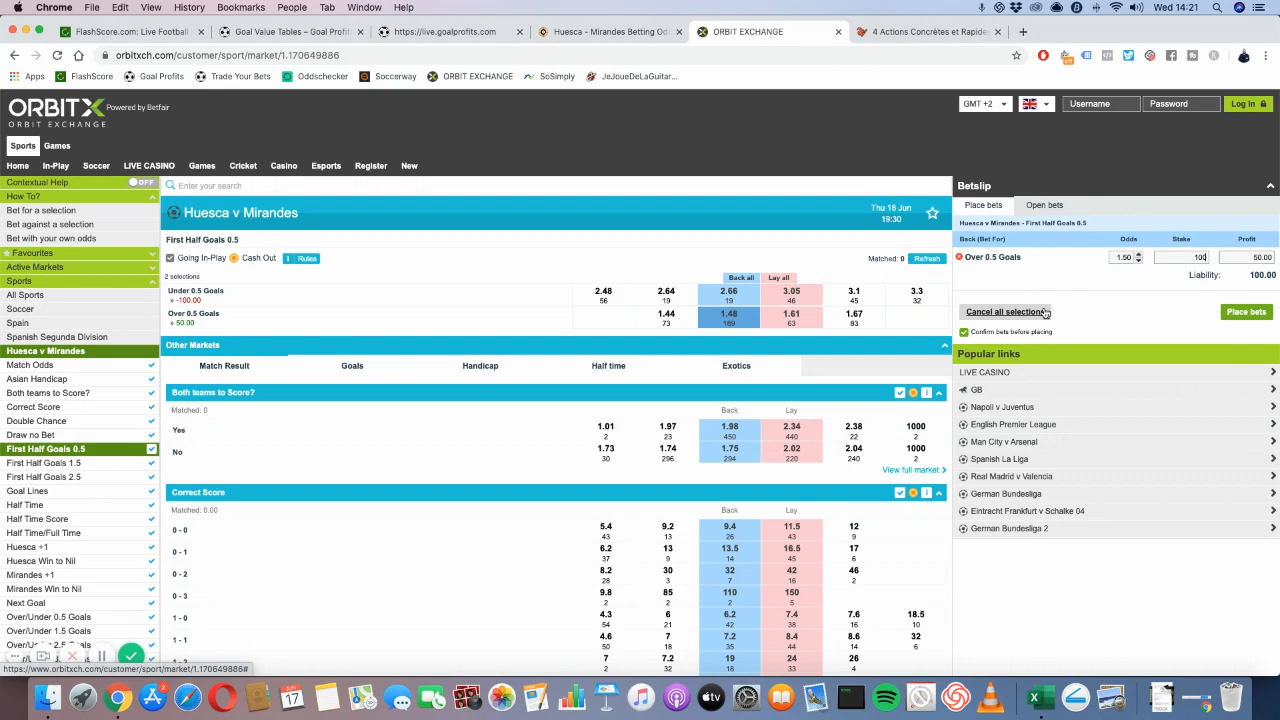 Chrome File Edit View History Bookmarks People Tab Window Help Wed 14:21
FlashScore.com: Live Football Goal Value Tables – Goal Profit https://live.goalprofits.com Huesca - Mirandes Betting Od ORBIT EXCHANGE 4 Actions Concrètes et Rapide
orbitxch.com/customer/sport/market/1.170649886
Apps FlashScore Goal Profits Trade Your Bets Oddschecker Soccerway ORBIT EXCHANGE SoSimply JeJoueDeLaGuitar...
ORBITX Powered by Betfair
ORBIT EXCHANGE
GMT +2 Username Password Log In
Sports Games
Home In-Play Soccer LIVE CASINO Games Cricket Casino Esports Register New
Contextual Help OFF
How To?
Bet for a selection
Bet against a selection
Bet with your own odds
Favourites
Active Markets
Sports
All Sports
Soccer
Spain
Spanish Segunda Division
Huesca v Mirandes
Match Odds
Asian Handicap
Both teams to Score?
Correct Score
Double Chance
Draw no Bet
First Half Goals 0.5
First Half Goals 1.5
First Half Goals 2.5
Goal Lines
Half Time
Half Time Score
Half Time/Full Time
Huesca +1
Huesca Win to Nil
Mirandes +1
Mirandes Win to Nil
Next Goal
Over/Under 0.5 Goals
Over/Under 1.5 Goals
Over/Under 2.5 Goals
https://www.orbitxch.com/customer/sport/market/1.170649886#
Enter your search
Huesca v Mirandes Thu 18 Jun
19:30
First Half Goals 0.5
Going In-Play Cash Out i Rules Matched: 0 Refresh
2 selections Back all Lay all
Under 0.5 Goals 2.48 2.64 2.66 3.05 3.1 3.3
» -100.00 56 19 19 46 45 32
Over 0.5 Goals 1.44 1.48 1.61 1.67
» 50.00 73 189 63 83
Other Markets
Match Result Goals Handicap Half time Exotics
Both teams to Score? i
Matched: 0 Back Lay
Yes 1.01 1.97 1.98 2.34 2.38 1000
2 23 450 440 22 2
No 1.73 1.74 1.75 2.02 2.04 1000
30 296 294 220 240 2
View full market
Correct Score i
Matched: 0.00 Back Lay
0 - 0 5.4 9.2 9.4 11.5 12
43 13 26 43 9
0 - 1 6.2 13 13.5 16.5 17
37 9 14 45 6
0 - 2 8.2 30 32 42 46
28 3 7 16 2
0 - 3 9.8 85 110 150
2 2 2 5
1 - 0 4.3 6 6.2 7.4 7.6 18.5
54 21 42 38 16 10
1 - 1 4.6 7 7.2 8.4 8.6 32
50 18 35 44 14 6
7 7.2 19 24 26
2 32 18 33 4
Betslip
Place bets Open bets
Huesca v Mirandes - First Half Goals 0.5
Back (Bet For) Odds Stake Profit
Over 0.5 Goals 1.50 100 50.00
Liability: 100.00
Cancel all selections Place bets
Confirm bets before placing
Popular links
LIVE CASINO
GB
Napoli v Juventus
English Premier League
Man City v Arsenal
Spanish La Liga
Real Madrid v Valencia
German Bundesliga
Eintracht Frankfurt v Schalke 04
German Bundesliga 2
JUN
17
2
tv